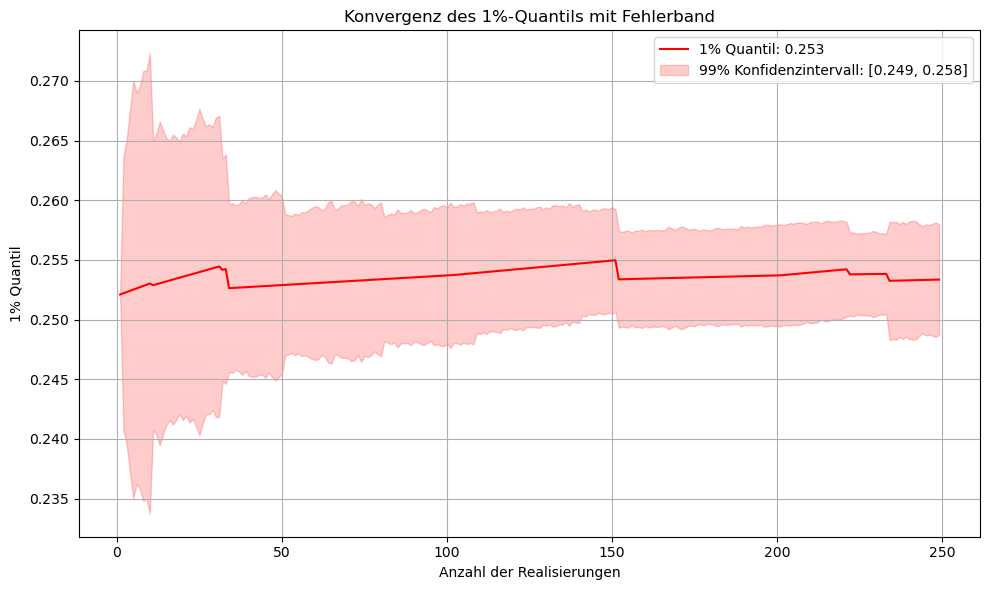 Konvergenz des 1%-Quantils mit Fehlerband
1% Quantil: 0.253
99% Konfidenzintervall: [0.249, 0.258]
1% Quantil
0.270
0.265
0.260
0.255
0.250
0.245
0.240
0.235
0
50
100
150
200
250
Anzahl der Realisierungen